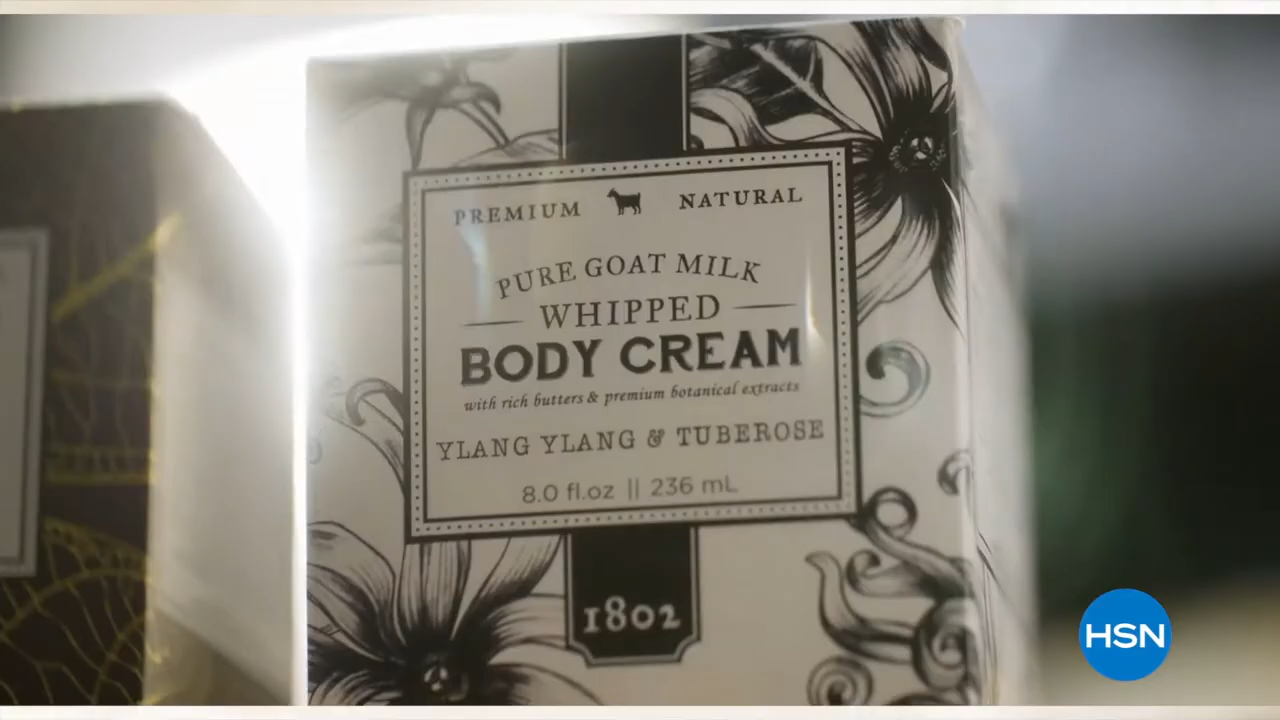 PREMIUM NATURAL
PURE GOAT MILK
WHIPPED
BODY CREAM
with rich butters & premium botanical extracts
YLANG YLANG & TUBEROSE
8.0 fl.oz || 236 mL
1802
HSN